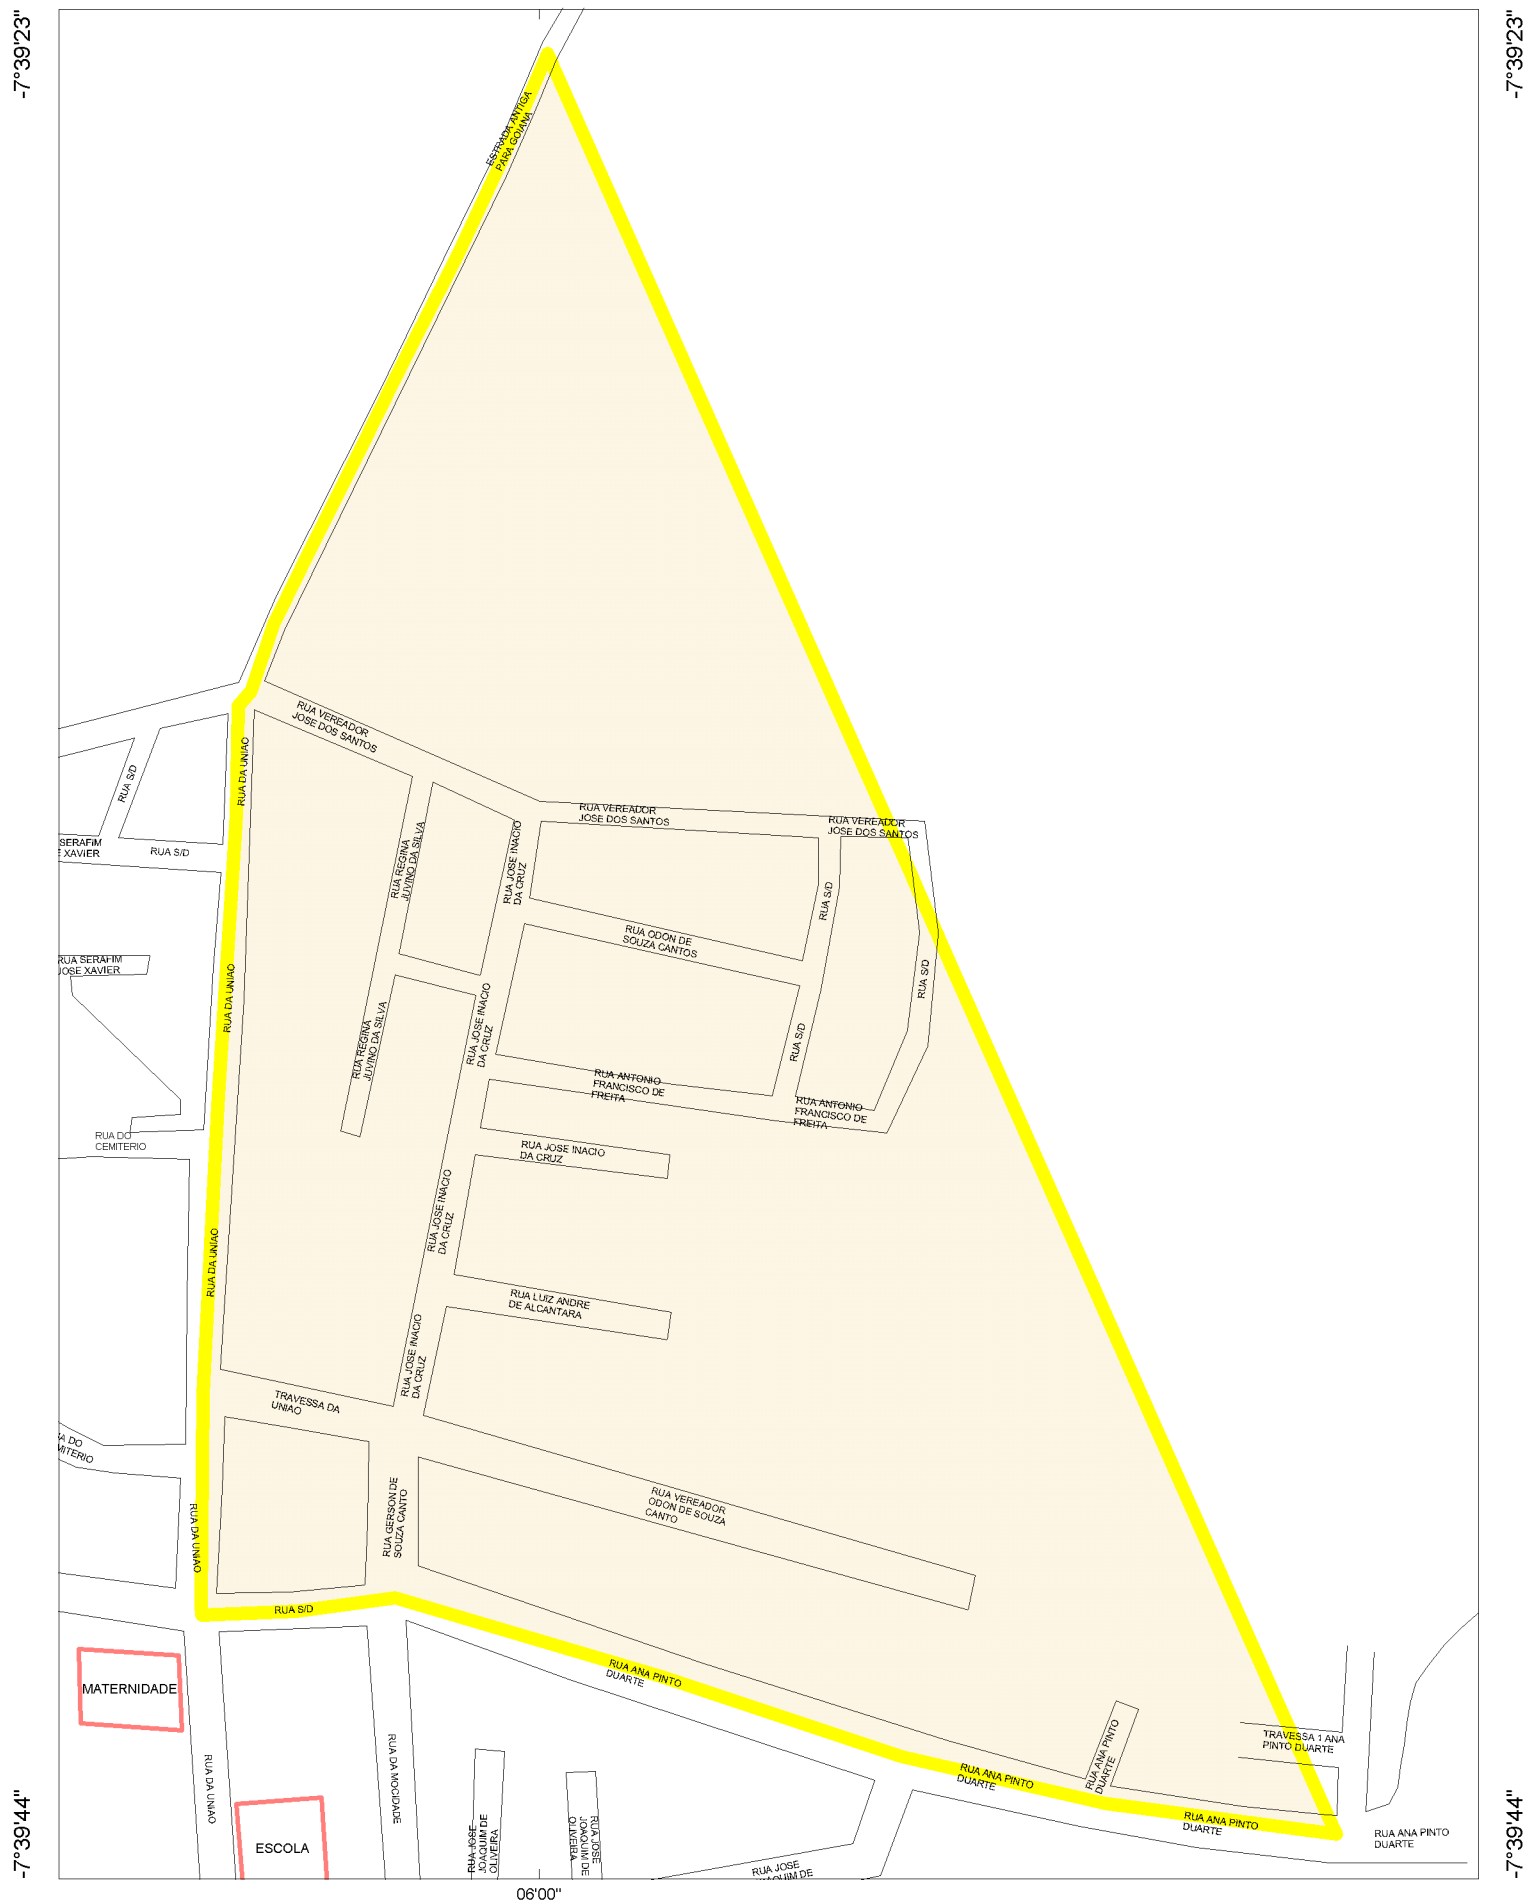 -7°39'23"
-7°39'23"
ESTRADA ANTIGA
PARA GOIANA
RUA VEREADOR
JOSE DOS SANTOS
RUA DA UNIAO
RUA S/D
RUA VEREADOR
JOSE DOS SANTOS
RUA VEREADOR
JOSE DOS SANTOS
SERAFIM
E XAVIER
RUA S/D
RUA REGINA
JUVINO DA SILVA
RUA JOSE INACIO
DA CRUZ
RUA S/D
RUA ODON DE
SOUZA CANTOS
RUA SERAFIM
JOSE XAVIER
RUA DA UNIAO
RUA S/D
RUA REGINA
JUVINO DA SILVA
RUA JOSE INACIO
DA CRUZ
RUA S/D
RUA ANTONIO
FRANCISCO DE
FREITA
RUA ANTONIO
FRANCISCO DE
FREITA
RUA DO
CEMITERIO
RUA JOSE INACIO
DA CRUZ
RUA JOSE INACIO
DA CRUZ
RUA DA UNIAO
RUA LUIZ ANDRE
DE ALCANTARA
RUA JOSE INACIO
DA CRUZ
TRAVESSA DA
UNIAO
UA DO
MITERIO
RUA VEREADOR
ODON DE SOUZA
CANTO
RUA GERSON DE
SOUZA CANTO
RUA DA UNIAO
RUA S/D
RUA ANA PINTO
DUARTE
MATERNIDADE
TRAVESSA 1 ANA
PINTO DUARTE
RUA ANA PINTO
DUARTE
RUA ANA PINTO
DUARTE
RUA DA UNIAO
RUA DA MOCIDADE
RUA ANA PINTO
DUARTE
RUA ANA PINTO
DUARTE
ESCOLA
RUA JOSE
JOAQUIM DE
OLIVEIRA
RUA JOSE
JOAQUIM DE
OLIVEIRA
RUA JOSE
JOAQUIM DE
-7°39'44"
-7°39'44"
06'00"